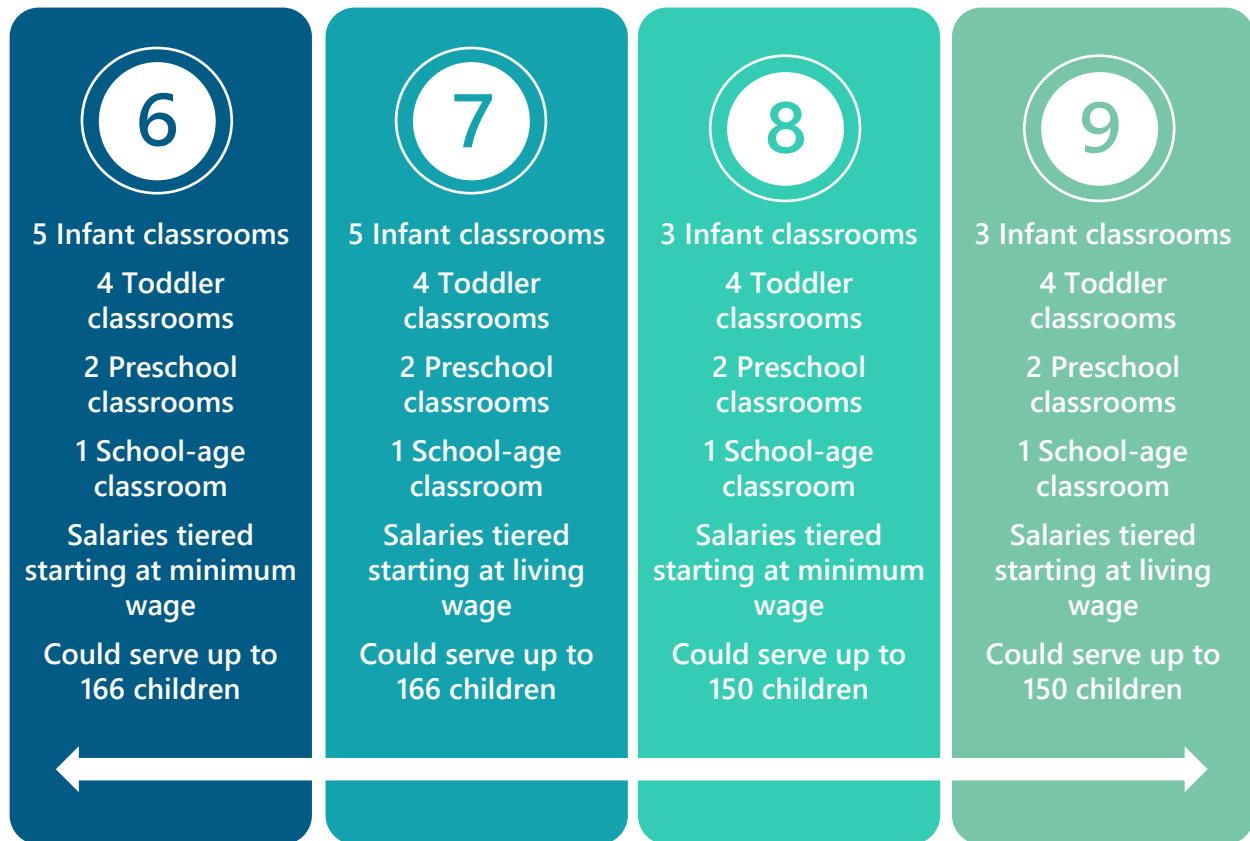 6
5 Infant classrooms
4 Toddler
classrooms
2 Preschool
classrooms
1 School-age
classroom
Salaries tiered
starting at minimum
wage
Could serve up to
166 children
7
5 Infant classrooms
4 Toddler
classrooms
2 Preschool
classrooms
1 School-age
classroom
Salaries tiered
starting at living
wage
Could serve up to
166 children
8
3 Infant classrooms
4 Toddler
classrooms
2 Preschool
classrooms
1 School-age
classroom
Salaries tiered
starting at minimum
wage
Could serve up to
150 children
9
3 Infant classrooms
4 Toddler
classrooms
2 Preschool
classrooms
1 School-age
classroom
Salaries tiered
starting at living
wage
Could serve up to
150 children